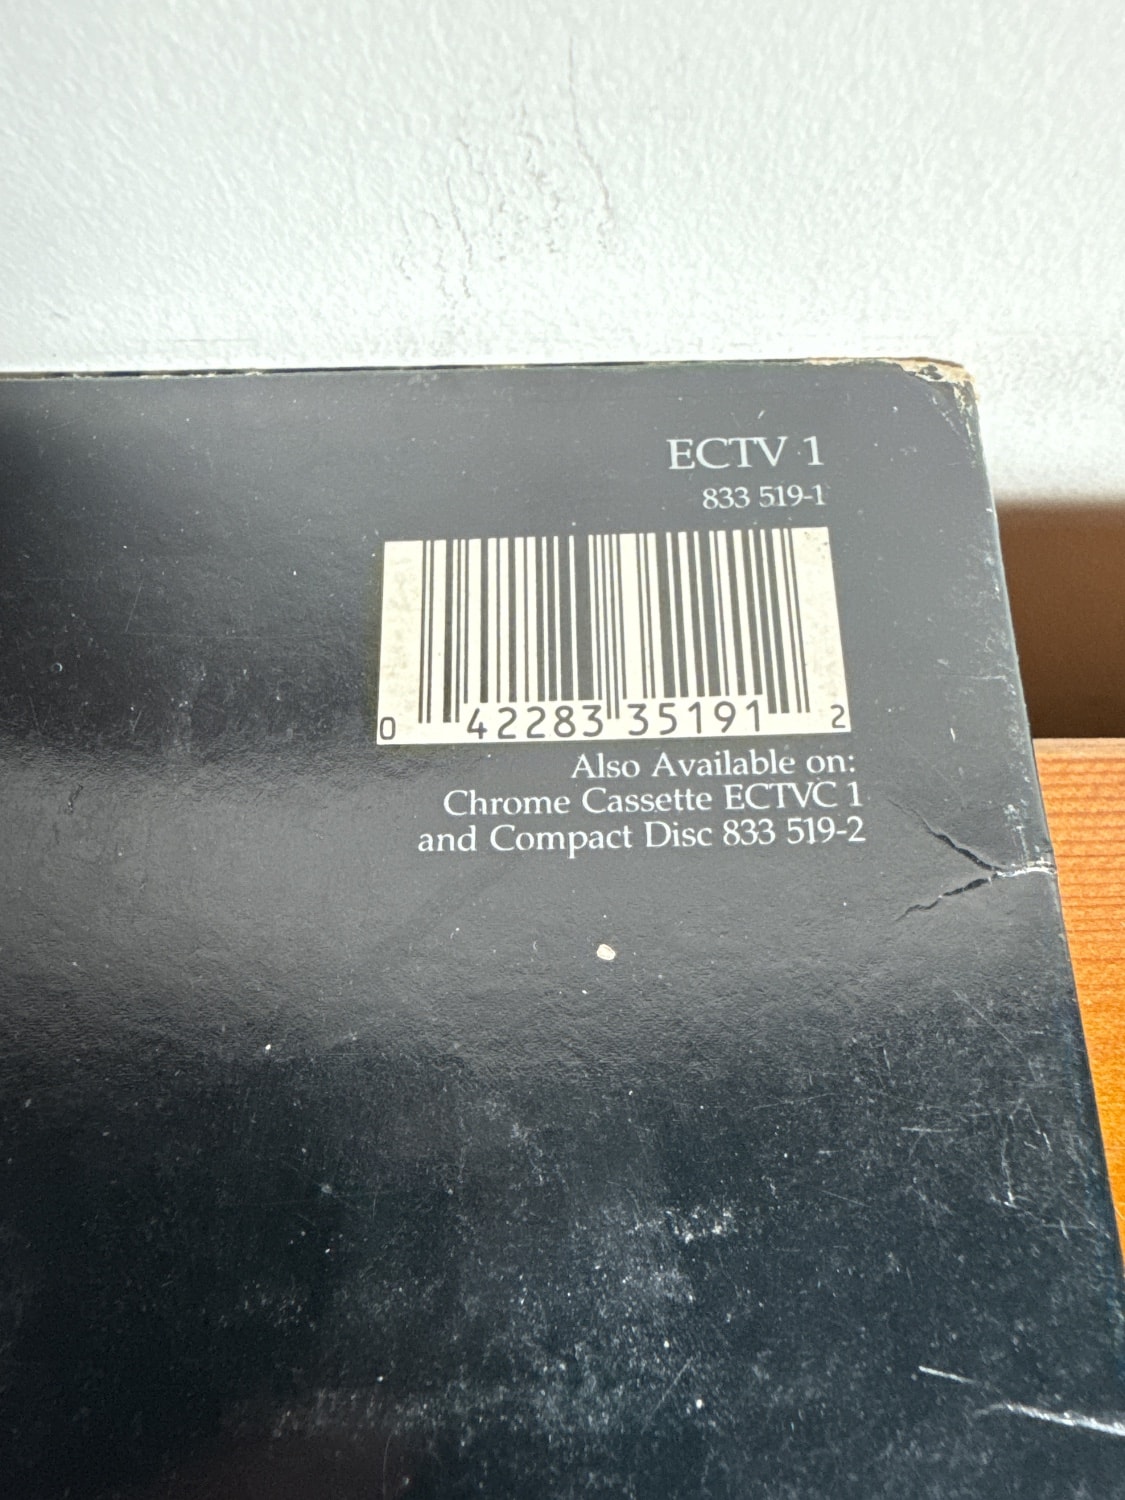 ECTV 1
833 519-1
0 42283 35191 2
Also Available on:
Chrome Cassette ECTVC 1
and Compact Disc 833 519-2